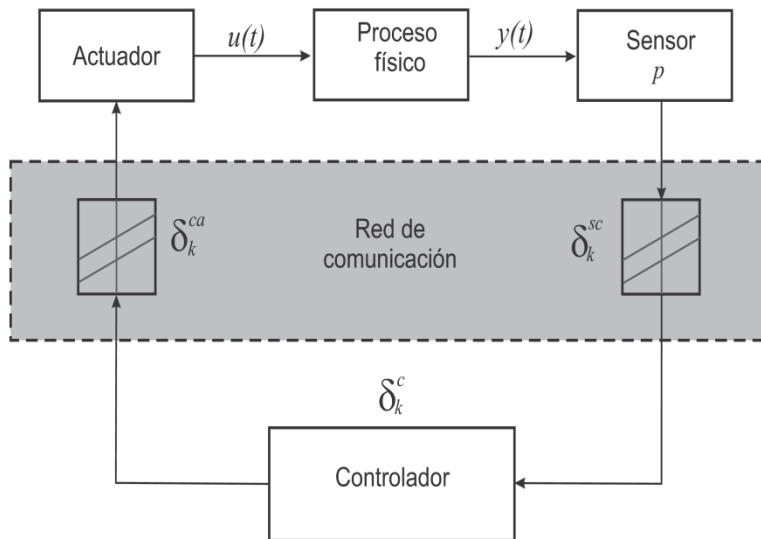 Actuador
u(t)
Proceso
físico
y(t)
Sensor
p
δ_k^{ca}
Red de
comunicación
δ_k^{sc}
δ_k^c
Controlador